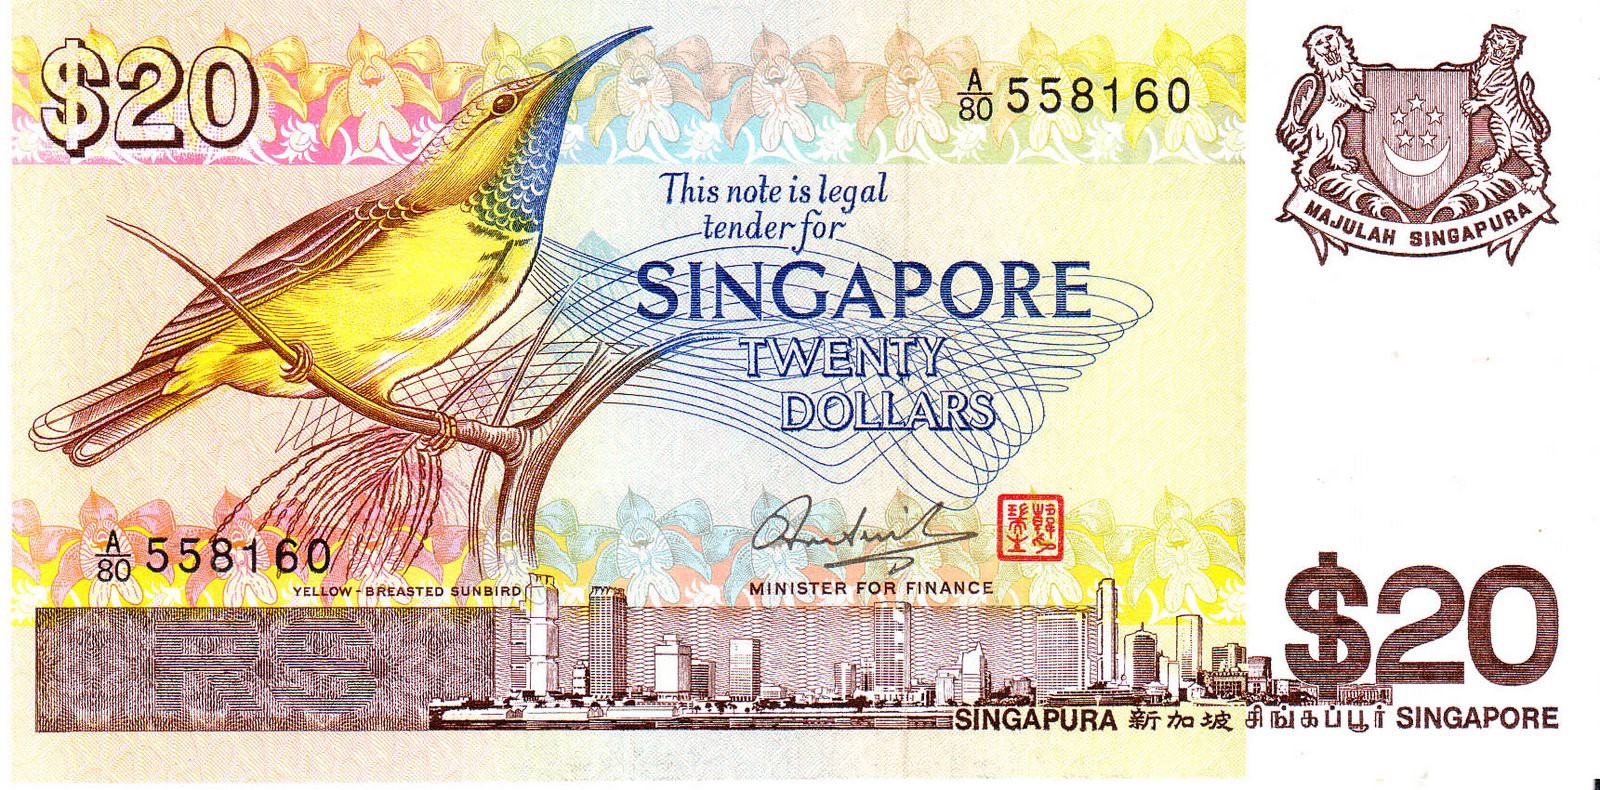 $20
A/80 558160
This note is legal
tender for
SINGAPORE
TWENTY
DOLLARS
MAJULAH SINGAPURA
A/80 558160
YELLOW-BREASTED SUNBIRD
MINISTER FOR FINANCE
RS
$20
SINGAPURA 新加坡 சிங்கப்பூர் SINGAPORE